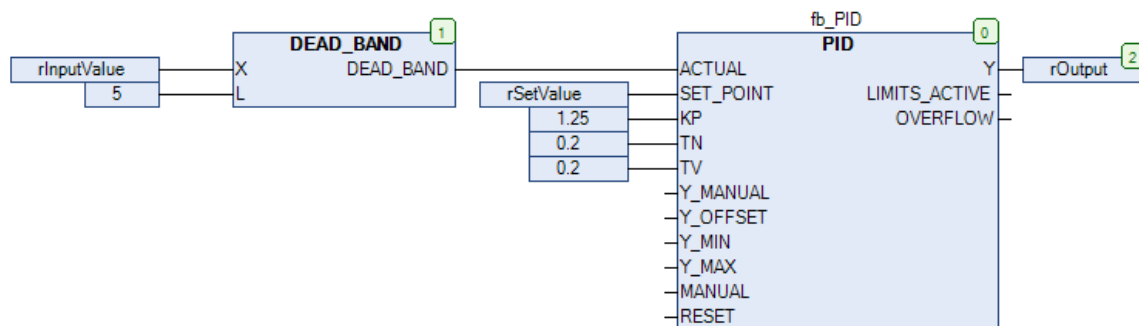 fb_PID
DEAD_BAND 1
PID 0
rInputValue X DEAD_BAND ACTUAL Y rOutput 2
5 L rSetValue SET_POINT LIMITS_ACTIVE
1.25 KP OVERFLOW
0.2 TN
0.2 TV
Y_MANUAL
Y_OFFSET
Y_MIN
Y_MAX
MANUAL
RESET